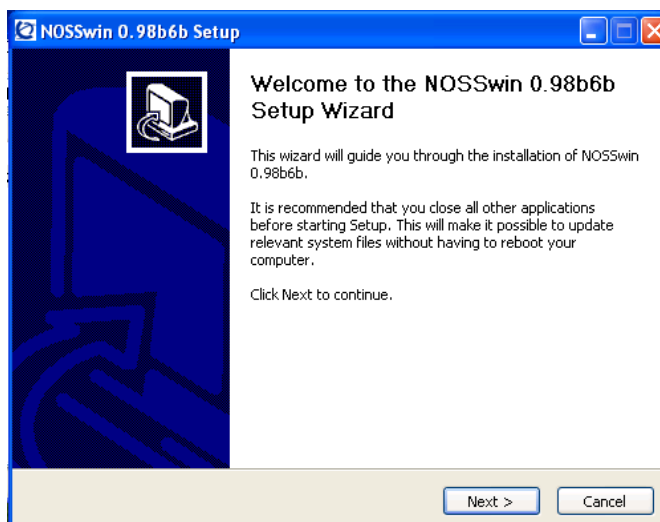 NOSSwin 0.98b6b Setup
Welcome to the NOSSwin 0.98b6b
Setup Wizard
This wizard will guide you through the installation of NOSSwin
0.98b6b.
It is recommended that you close all other applications
before starting Setup. This will make it possible to update
relevant system files without having to reboot your
computer.
Click Next to continue.
Next >
Cancel